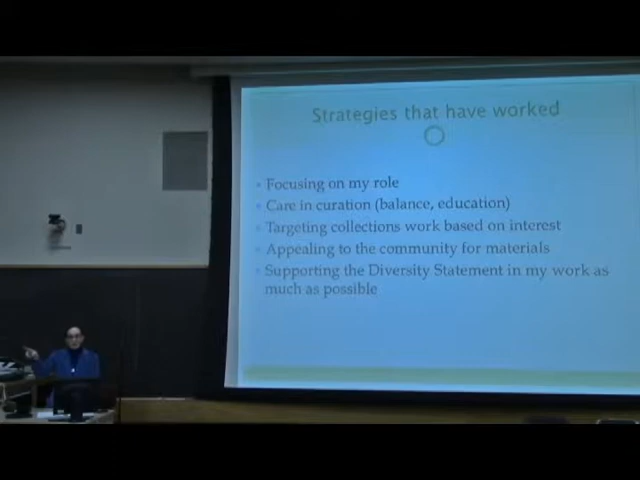 Strategies that have worked
Focusing on my role
Care in curation (balance, education)
Targeting collections work based on interest
Appealing to the community for materials
Supporting the Diversity Statement in my work as
much as possible